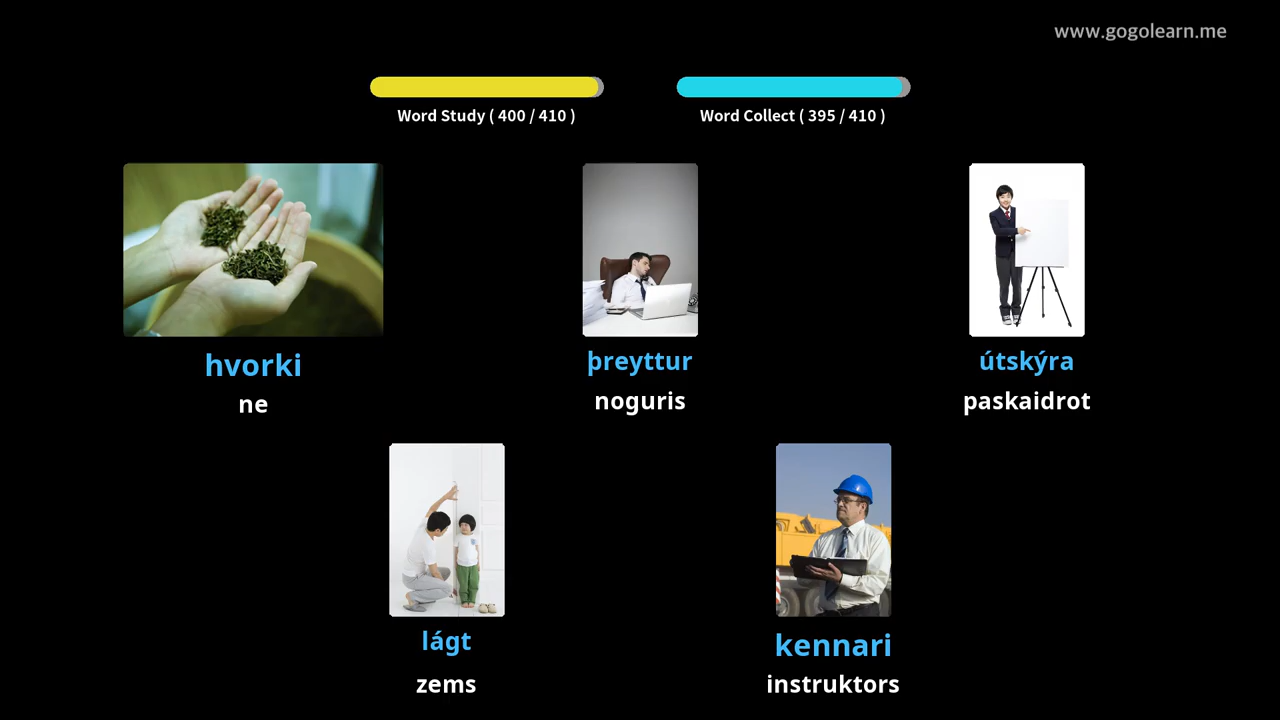 www.gogolearn.me
Word Study ( 400 / 410 )
Word Collect ( 395 / 410 )
hvorki
ne
þreyttur
noguris
útskýra
paskaidrot
lágt
zems
kennari
instruktors